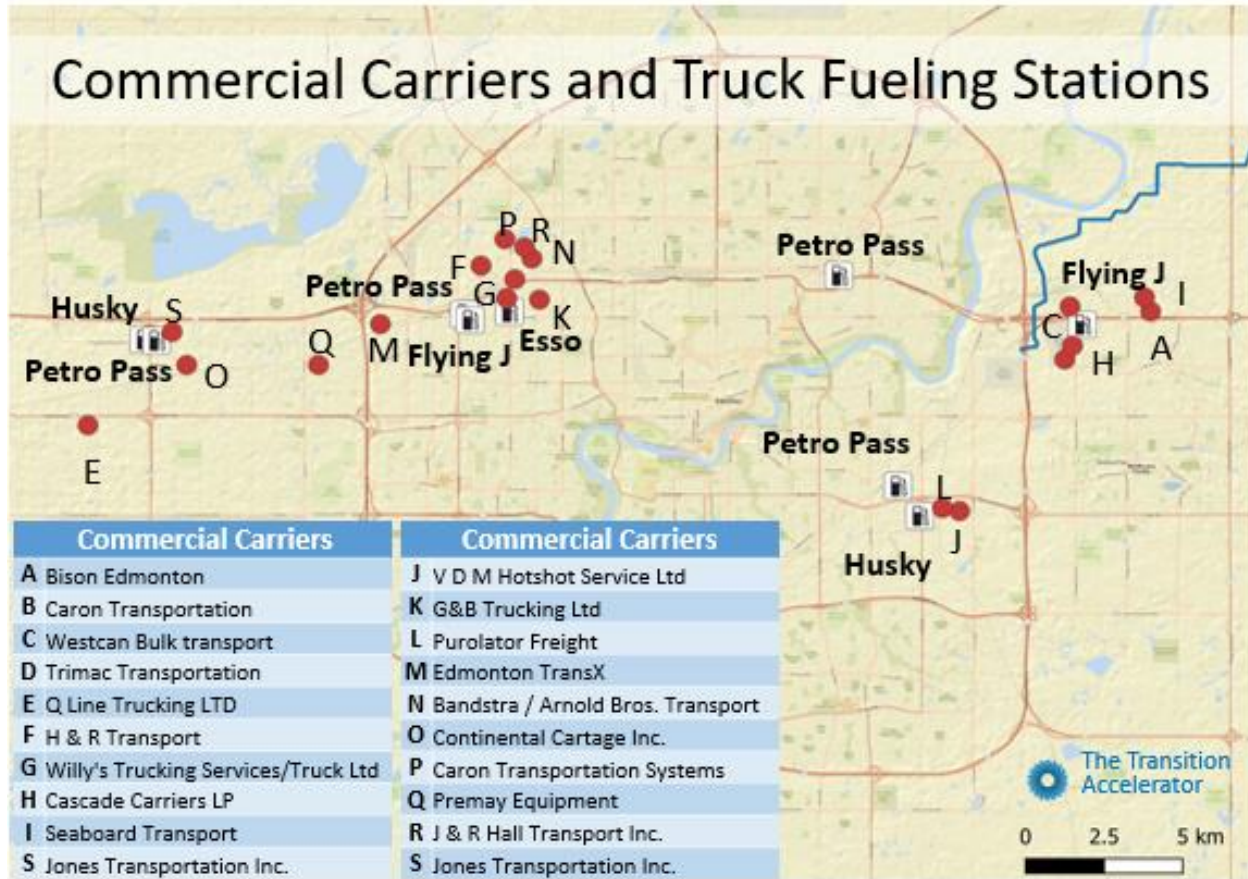 Commercial Carriers and Truck Fueling Stations
P
R
N
F
Petro Pass
Petro Pass
Flying J
I
Husky
S
G
K
C
Q
M
Flying J
Esso
A
Petro Pass
O
H
Petro Pass
E
L
J
Husky
Commercial Carriers
A Bison Edmonton
B Caron Transportation
C Westcan Bulk transport
D Trimac Transportation
E Q Line Trucking LTD
F H & R Transport
G Willy's Trucking Services/Truck Ltd
H Cascade Carriers LP
I Seaboard Transport
S Jones Transportation Inc.
Commercial Carriers
J V D M Hotshot Service Ltd
K G&B Trucking Ltd
L Purolator Freight
M Edmonton TransX
N Bandstra / Arnold Bros. Transport
O Continental Cartage Inc.
P Caron Transportation Systems
Q Premay Equipment
R J & R Hall Transport Inc.
S Jones Transportation Inc.
The Transition
Accelerator
0 2.5 5 km